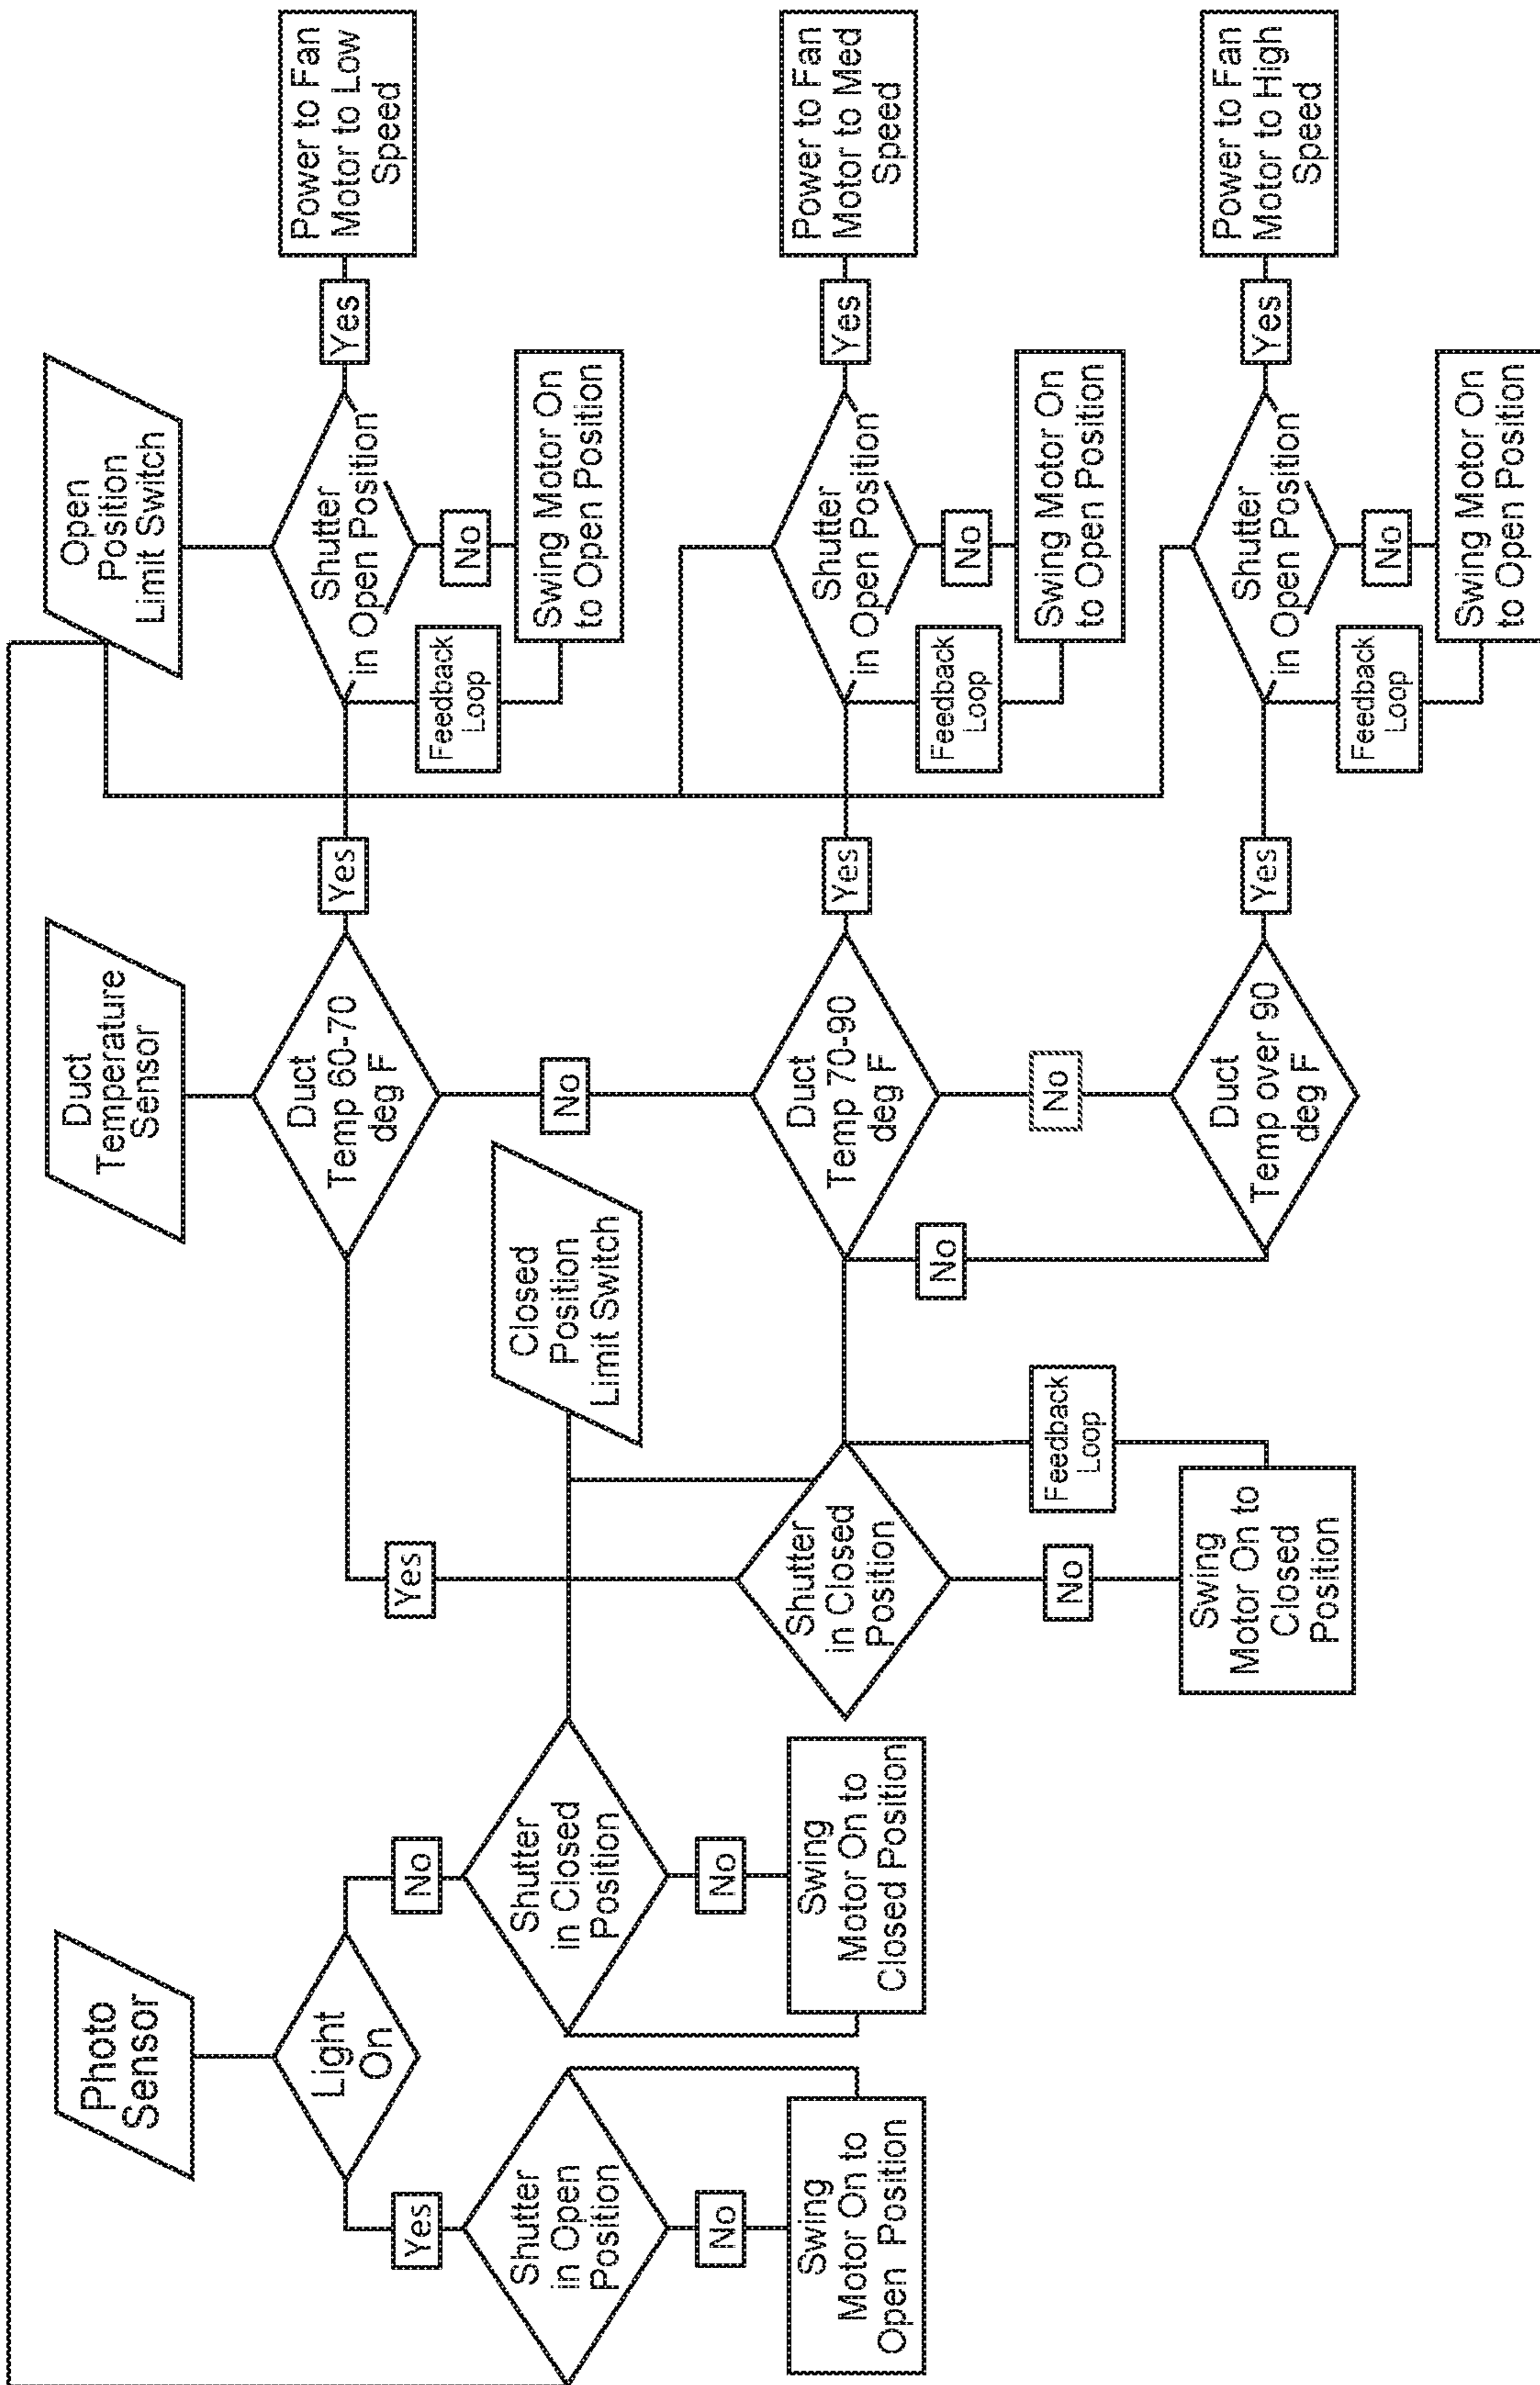 Photo
Sensor
Light
On
Yes
No
Shutter
in Open
Position
No
Swing
Motor On to
Open Position
Shutter
in Closed
Position
No
Swing
Motor On to
Closed Position
Closed
Position
Limit Switch
Yes
Shutter
in Closed
Position
No
Swing
Motor On to
Closed
Position
Feedback
Loop
Duct
Temperature
Sensor
Duct
Temp 60-70
deg F
Yes
No
Duct
Temp 70-90
deg F
Yes
No
No
Duct
Temp over 90
deg F
Yes
Open
Position
Limit Switch
Shutter
in Open Position
Yes
Power to Fan
Motor to Low
Speed
No
Feedback
Loop
Swing Motor On
to Open Position
Shutter
in Open Position
Yes
Power to Fan
Motor to Med
Speed
No
Feedback
Loop
Swing Motor On
to Open Position
Shutter
in Open Position
Yes
Power to Fan
Motor to High
Speed
No
Feedback
Loop
Swing Motor On
to Open Position